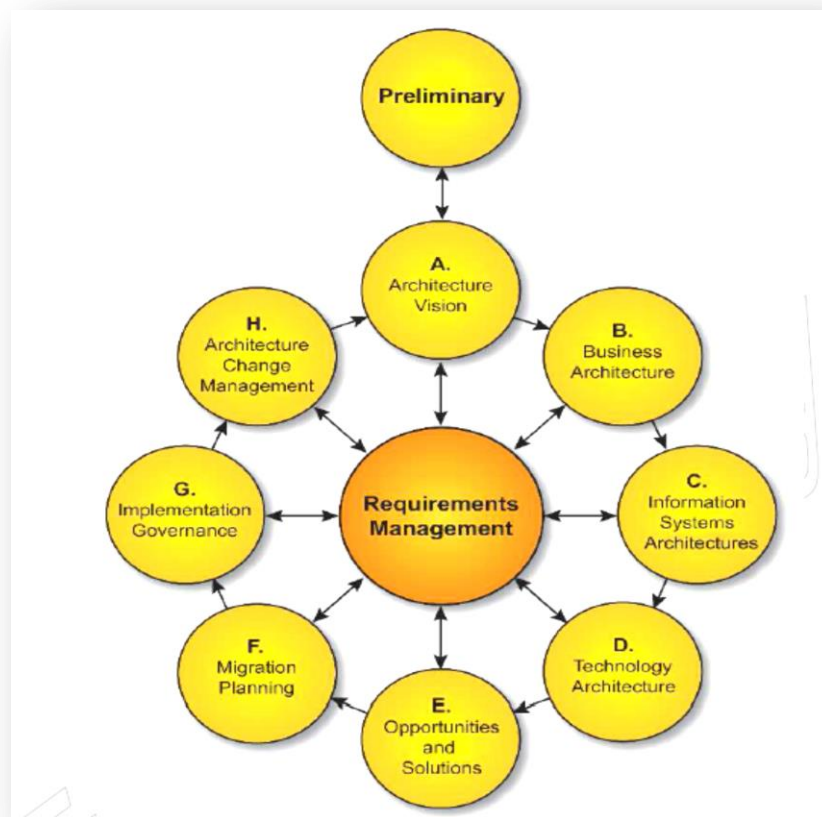 Preliminary
A.
Architecture
Vision
B.
Business
Architecture
C.
Information
Systems
Architectures
D.
Technology
Architecture
E.
Opportunities
and
Solutions
F.
Migration
Planning
G.
Implementation
Governance
H.
Architecture
Change
Management
Requirements
Management